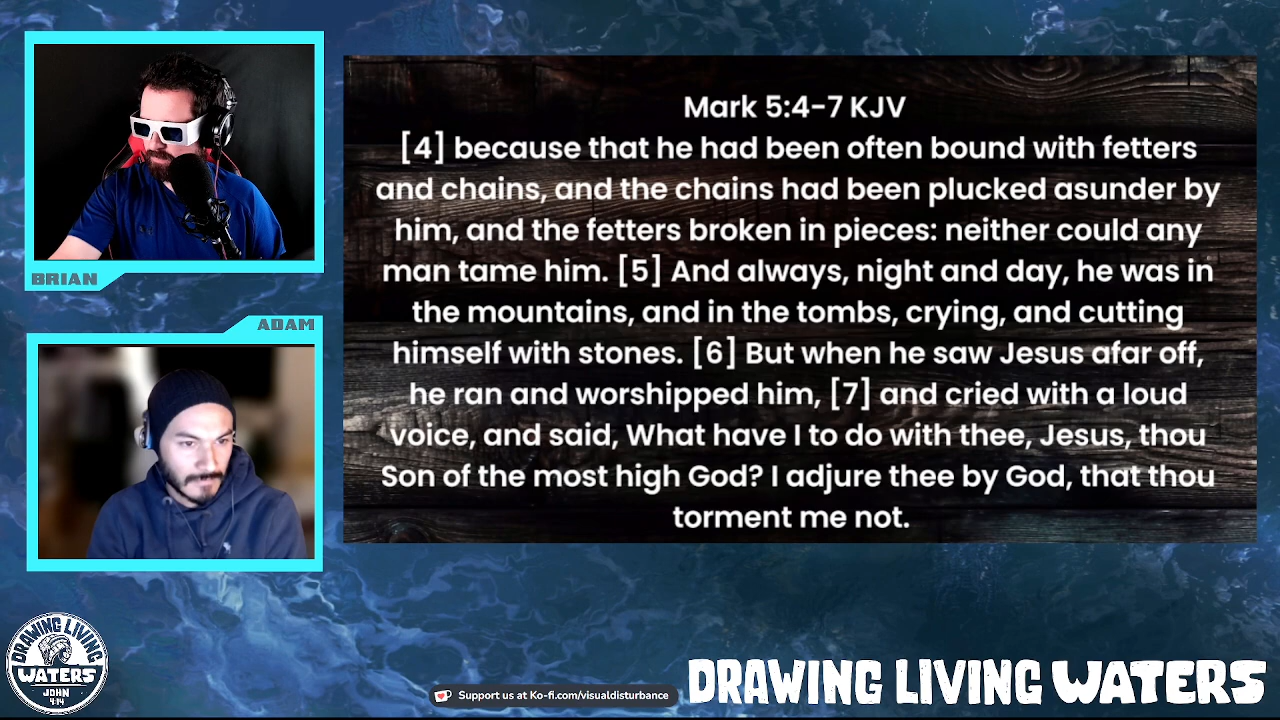 BRIAN
ADAM
Mark 5:4-7 KJV
[4] because that he had been often bound with fetters
and chains, and the chains had been plucked asunder by
him, and the fetters broken in pieces: neither could any
man tame him. [5] And always, night and day, he was in
the mountains, and in the tombs, crying, and cutting
himself with stones. [6] But when he saw Jesus afar off,
he ran and worshipped him, [7] and cried with a loud
voice, and said, What have I to do with thee, Jesus, thou
Son of the most high God? I adjure thee by God, that thou
torment me not.
DRAWING LIVING
WATERS
JOHN
4:14
Support us at Ko-fi.com/visualdisturbance
DRAWING LIVING WATERS